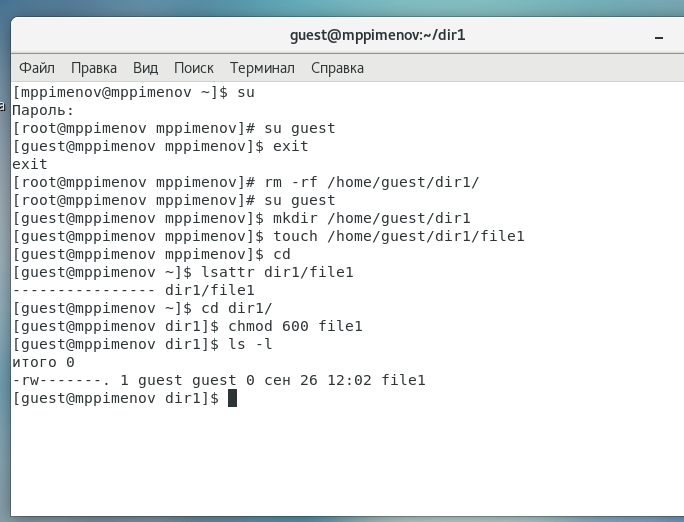 guest@mppimenov:~/dir1
Файл Правка Вид Поиск Терминал Справка
[mppimenov@mppimenov ~]$ su
Пароль:
[root@mppimenov mppimenov]# su guest
[guest@mppimenov mppimenov]$ exit
exit
[root@mppimenov mppimenov]# rm -rf /home/guest/dir1/
[root@mppimenov mppimenov]# su guest
[guest@mppimenov mppimenov]$ mkdir /home/guest/dir1
[guest@mppimenov mppimenov]$ touch /home/guest/dir1/file1
[guest@mppimenov mppimenov]$ cd
[guest@mppimenov ~]$ lsattr dir1/file1
---------------- dir1/file1
[guest@mppimenov ~]$ cd dir1/
[guest@mppimenov dir1]$ chmod 600 file1
[guest@mppimenov dir1]$ ls -l
итого 0
-rw-------. 1 guest guest 0 сен 26 12:02 file1
[guest@mppimenov dir1]$